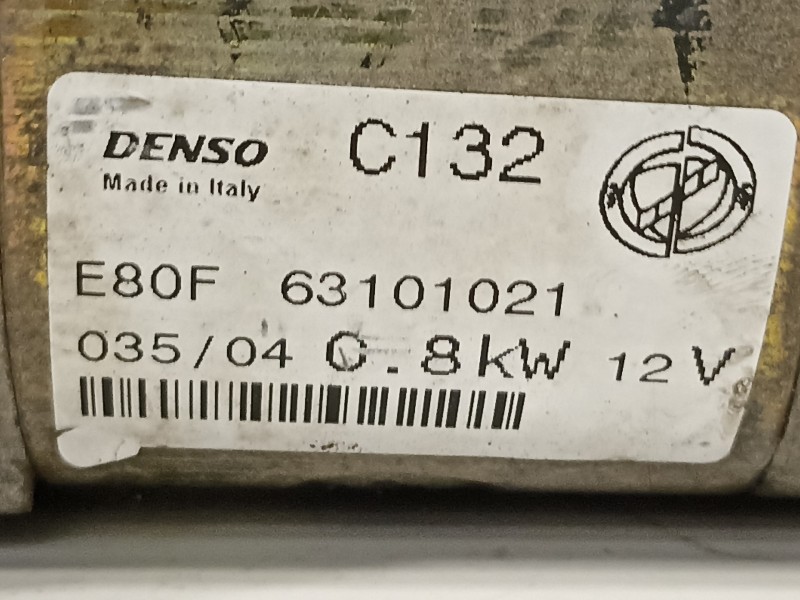 DENSO C132
Made in Italy
E80F 63101021
035/04 0.8kW 12V